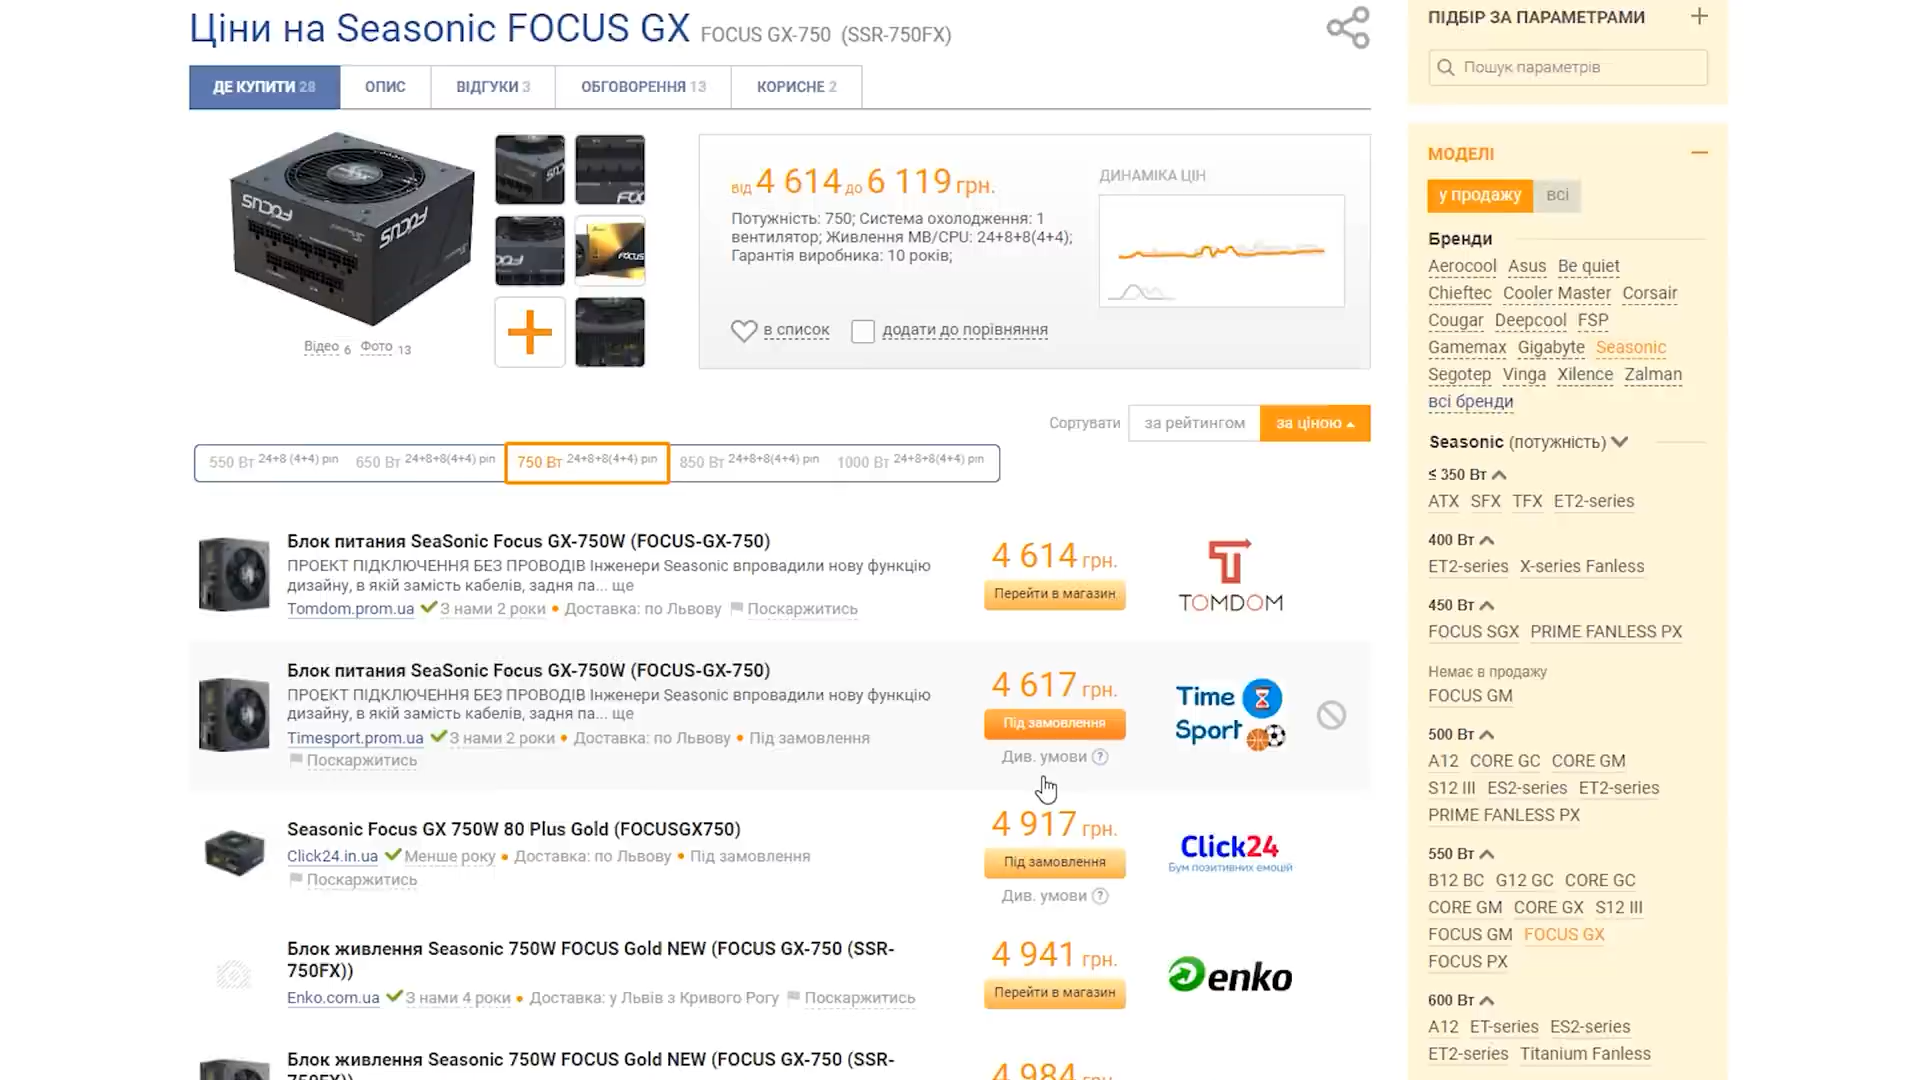 Ціни на Seasonic FOCUS GX FOCUS GX-750 (SSR-750FX)
ДЕ КУПИТИ 28 ОПИС ВІДГУКИ 3 ОБГОВОРЕННЯ 13 КОРИСНЕ 2
FOCUS
FOCUS
Відео 6 Фото 13
від 4 614 до 6 119 грн.
Потужність: 750; Система охолодження: 1
вентилятор; Живлення MB/CPU: 24+8+8(4+4);
Гарантія виробника: 10 років;
ДИНАМІКА ЦІН
в список додати до порівняння
Сортувати за рейтингом за ціною
550 Вт 24+8 (4+4) pin 650 Вт 24+8+8(4+4) pin 750 Вт 24+8+8(4+4) pin 850 Вт 24+8+8(4+4) pin 1000 Вт 24+8+8(4+4) pin
Блок питания SeaSonic Focus GX-750W (FOCUS-GX-750)
ПРОЕКТ ПІДКЛЮЧЕННЯ БЕЗ ПРОВОДІВ Інженери Seasonic впровадили нову функцію
дизайну, в якій замість кабелів, задня па... ще
Tomdom.prom.ua З нами 2 роки • Доставка: по Львову Поскаржитись
4 614 грн.
Перейти в магазин
TOMDOM
Блок питания SeaSonic Focus GX-750W (FOCUS-GX-750)
ПРОЕКТ ПІДКЛЮЧЕННЯ БЕЗ ПРОВОДІВ Інженери Seasonic впровадили нову функцію
дизайну, в якій замість кабелів, задня па... ще
Timesport.prom.ua З нами 2 роки • Доставка: по Львову • Під замовлення
Поскаржитись
4 617 грн.
Під замовлення
Див. умови ?
Time
Sport
Seasonic Focus GX 750W 80 Plus Gold (FOCUSGX750)
Click24.in.ua Менше року • Доставка: по Львову • Під замовлення
Поскаржитись
4 917 грн.
Під замовлення
Див. умови ?
Click24
Бум позитивних емоцій
Блок живлення Seasonic 750W FOCUS Gold NEW (FOCUS GX-750 (SSR-
750FX))
Enko.com.ua З нами 4 роки • Доставка: у Львів з Кривого Рогу Поскаржитись
4 941 грн.
Перейти в магазин
enko
Блок живлення Seasonic 750W FOCUS Gold NEW (FOCUS GX-750 (SSR-
750FX))
4 984 грн.
ПІДБІР ЗА ПАРАМЕТРАМИ
Пошук параметрів
МОДЕЛІ
у продажу всі
Бренди
Aerocool Asus Be quiet
Chieftec Cooler Master Corsair
Cougar Deepcool FSP
Gamemax Gigabyte Seasonic
Segotep Vinga Xilence Zalman
всі бренди
Seasonic (потужність)
≤ 350 Вт
ATX SFX TFX ET2-series
400 Вт
ET2-series X-series Fanless
450 Вт
FOCUS SGX PRIME FANLESS PX
Немає в продажу
FOCUS GM
500 Вт
A12 CORE GC CORE GM
S12 III ES2-series ET2-series
PRIME FANLESS PX
550 Вт
B12 BC G12 GC CORE GC
CORE GM CORE GX S12 III
FOCUS GM FOCUS GX
FOCUS PX
600 Вт
A12 ET-series ES2-series
ET2-series Titanium Fanless